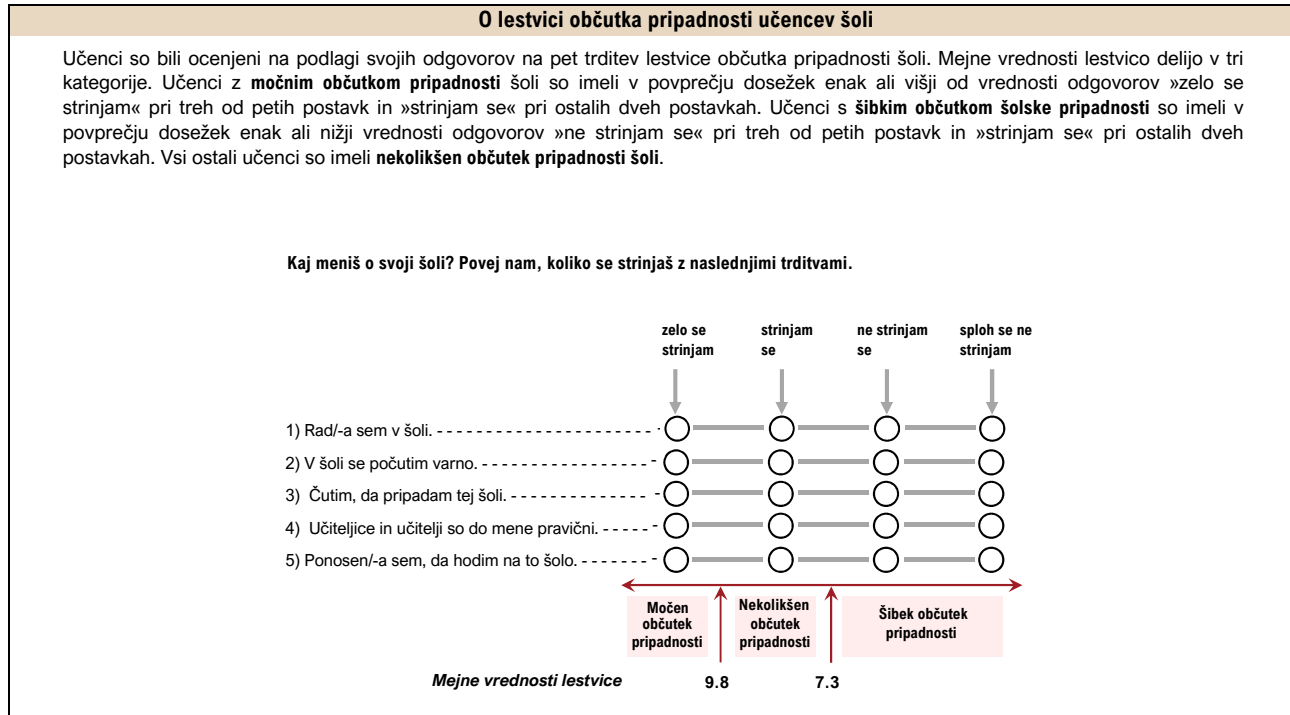 O lestvici občutka pripadnosti učencev šoli
Učenci so bili ocenjeni na podlagi svojih odgovorov na pet trditev lestvice občutka pripadnosti šoli. Mejne vrednosti lestvico delijo v tri
kategorije. Učenci z močnim občutkom pripadnosti šoli so imeli v povprečju dosežek enak ali višji od vrednosti odgovorov »zelo se
strinjam« pri treh od petih postavk in »strinjam se« pri ostalih dveh postavkah. Učenci s šibkim občutkom šolske pripadnosti so imeli v
povprečju dosežek enak ali nižji vrednosti odgovorov »ne strinjam se« pri treh od petih postavk in »strinjam se« pri ostalih dveh
postavkah. Vsi ostali učenci so imeli nekolikšen občutek pripadnosti šoli.
Kaj meniš o svoji šoli? Povej nam, koliko se strinjaš z naslednjimi trditvami.
zelo se strinjam ne strinjam sploh se ne
strinjam se se strinjam
1) Rad/-a sem v šoli. - - - - - - - - - - - - - - - - - - - - - - -
2) V šoli se počutim varno. - - - - - - - - - - - - - - - - - -
3) Čutim, da pripadam tej šoli. - - - - - - - - - - - - - - -
4) Učiteljice in učitelji so do mene pravični. - - - - - -
5) Ponosen/-a sem, da hodim na to šolo. - - - - - - - -
Močen Nekolikšen Šibek občutek
občutek občutek pripadnosti
pripadnosti pripadnosti
Mejne vrednosti lestvice 9.8 7.3